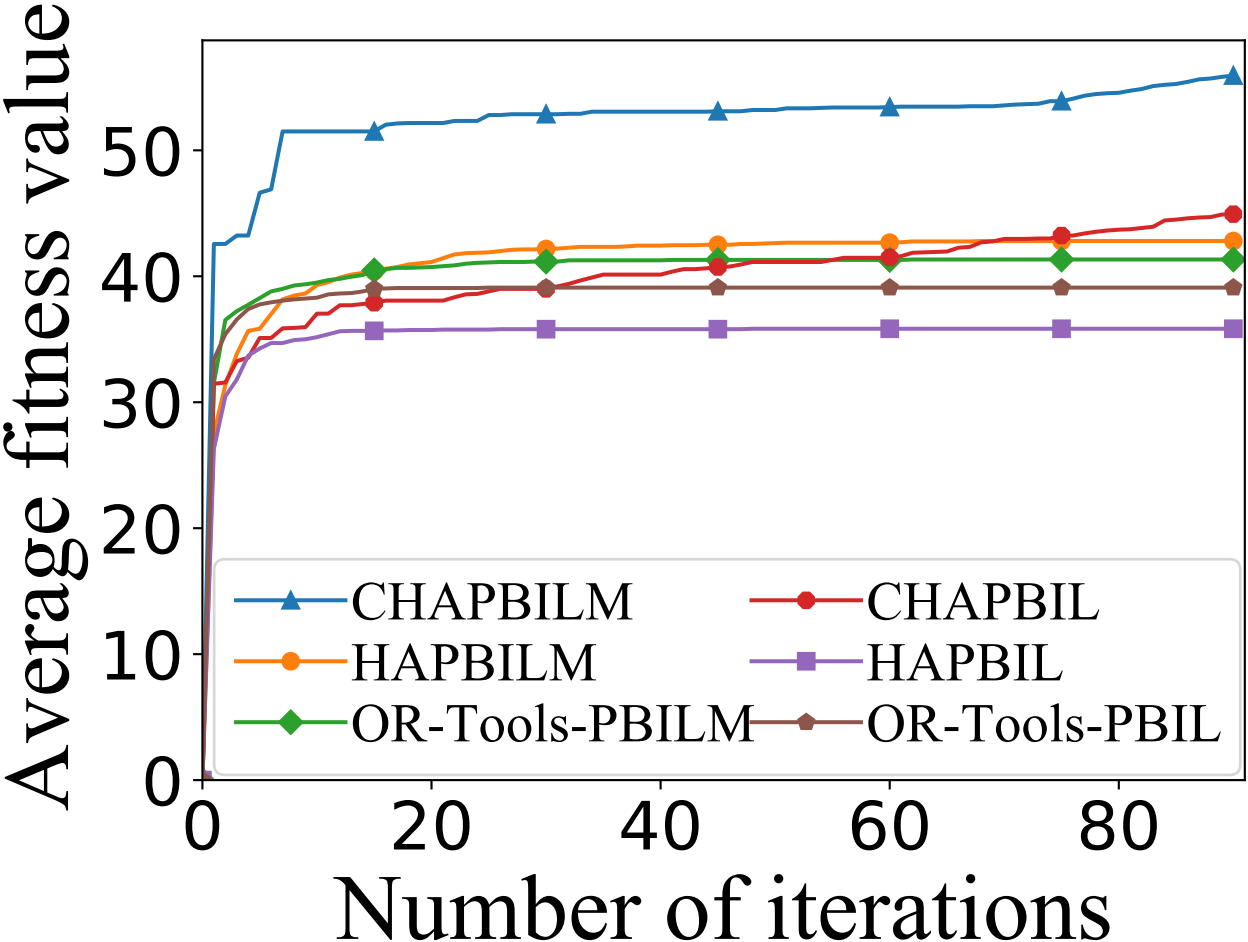 Average fitness value
50
40
30
20
10
0
CHAPBILM
HAPBILM
OR-Tools-PBILM
CHAPBIL
HAPBIL
OR-Tools-PBIL
0 20 40 60 80
Number of iterations